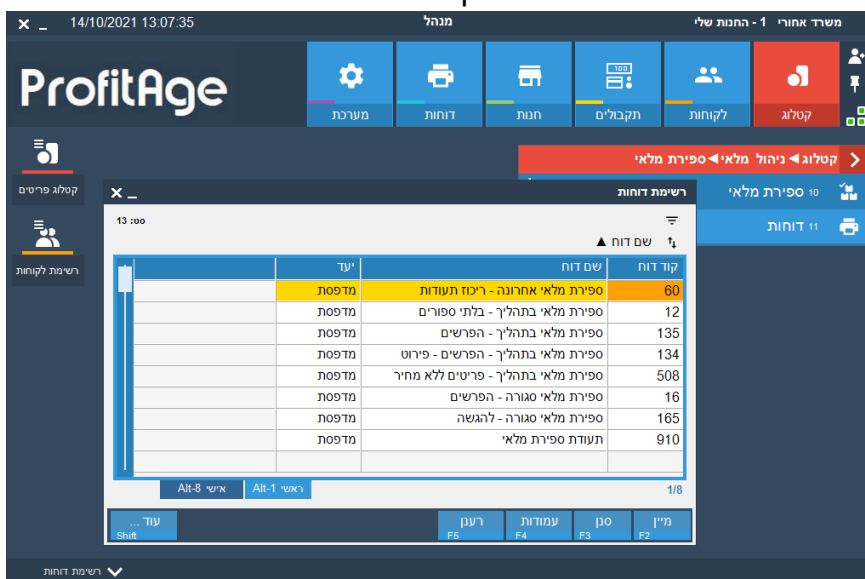 משרד אחורי 1 - החנות שלי
מנהל
14/10/2021 13:07:35
ProfitAge
קטלוג
לקוחות
תקבולים
חנות
דוחות
מערכת
קטלוג ◄ ניהול מלאי ◄ ספירת מלאי
10 ספירת מלאי
11 דוחות
קטלוג פריטים
רשימת לקוחות
רשימת דוחות
סט: 13
שם דוח ▲
קוד דוח שם דוח יעד
60 ספירת מלאי אחרונה - ריכוז תעודות מדפסת
12 ספירת מלאי בתהליך - בלתי ספורים מדפסת
135 ספירת מלאי בתהליך - הפרשים מדפסת
134 ספירת מלאי בתהליך - הפרשים - פירוט מדפסת
508 ספירת מלאי בתהליך - פריטים ללא מחיר מדפסת
16 ספירת מלאי סגורה - הפרשים מדפסת
165 ספירת מלאי סגורה - להגשה מדפסת
910 תעודת ספירת מלאי מדפסת
ראשי Alt-1
אישי Alt-8
1/8
מיין F2
סנן F3
עמודות F4
רענן F5
עוד ... Shift
רשימת דוחות